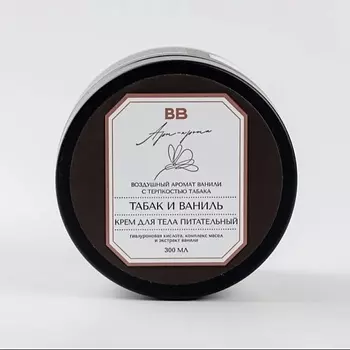 BB
Арт-арома
ВОЗДУШНЫЙ АРОМАТ ВАНИЛИ
С ТЕРПКОСТЬЮ ТАБАКА
ТАБАК И ВАНИЛЬ
КРЕМ ДЛЯ ТЕЛА ПИТАТЕЛЬНЫЙ
гиалуроновая кислота, комплекс масел
и экстракт ванили
300 МЛ